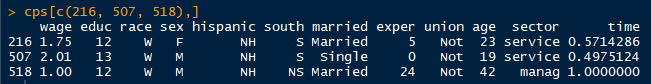 > cps[c(216, 507, 518),]
wage educ race sex hispanic south married exper union age sector time
216 1.75 12 W F NH S Married 5 Not 23 service 0.5714286
507 2.01 13 W M NH S Single 0 Not 19 service 0.4975124
518 1.00 12 W M NH NS Married 24 Not 42 manag 1.0000000